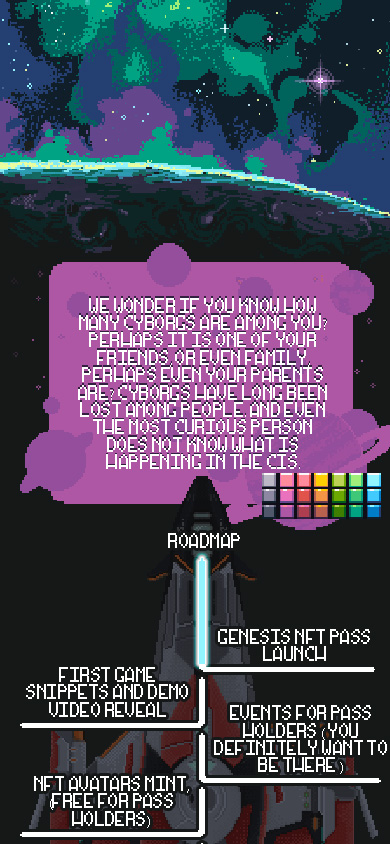 WE WONDER IF YOU KNOW HOW
MANY CYBORGS ARE AMONG YOU?
PERHAPS IT IS ONE OF YOUR
FRIENDS, OR EVEN FAMILY.
PERHAPS EVEN YOUR PARENTS
ARE? CYBORGS HAVE LONG BEEN
LOST AMONG PEOPLE, AND EVEN
THE MOST CURIOUS PERSON
DOES NOT KNOW WHAT IS
HAPPENING IN THE CIS.
ROADMAP
GENESIS NFT PASS
LAUNCH
FIRST GAME
SNIPPETS AND DEMO
VIDEO REVEAL
EVENTS FOR PASS
HOLDERS (YOU
DEFINITELY WANT TO
BE THERE)
NFT AVATARS MINT,
(FREE FOR PASS
HOLDERS)